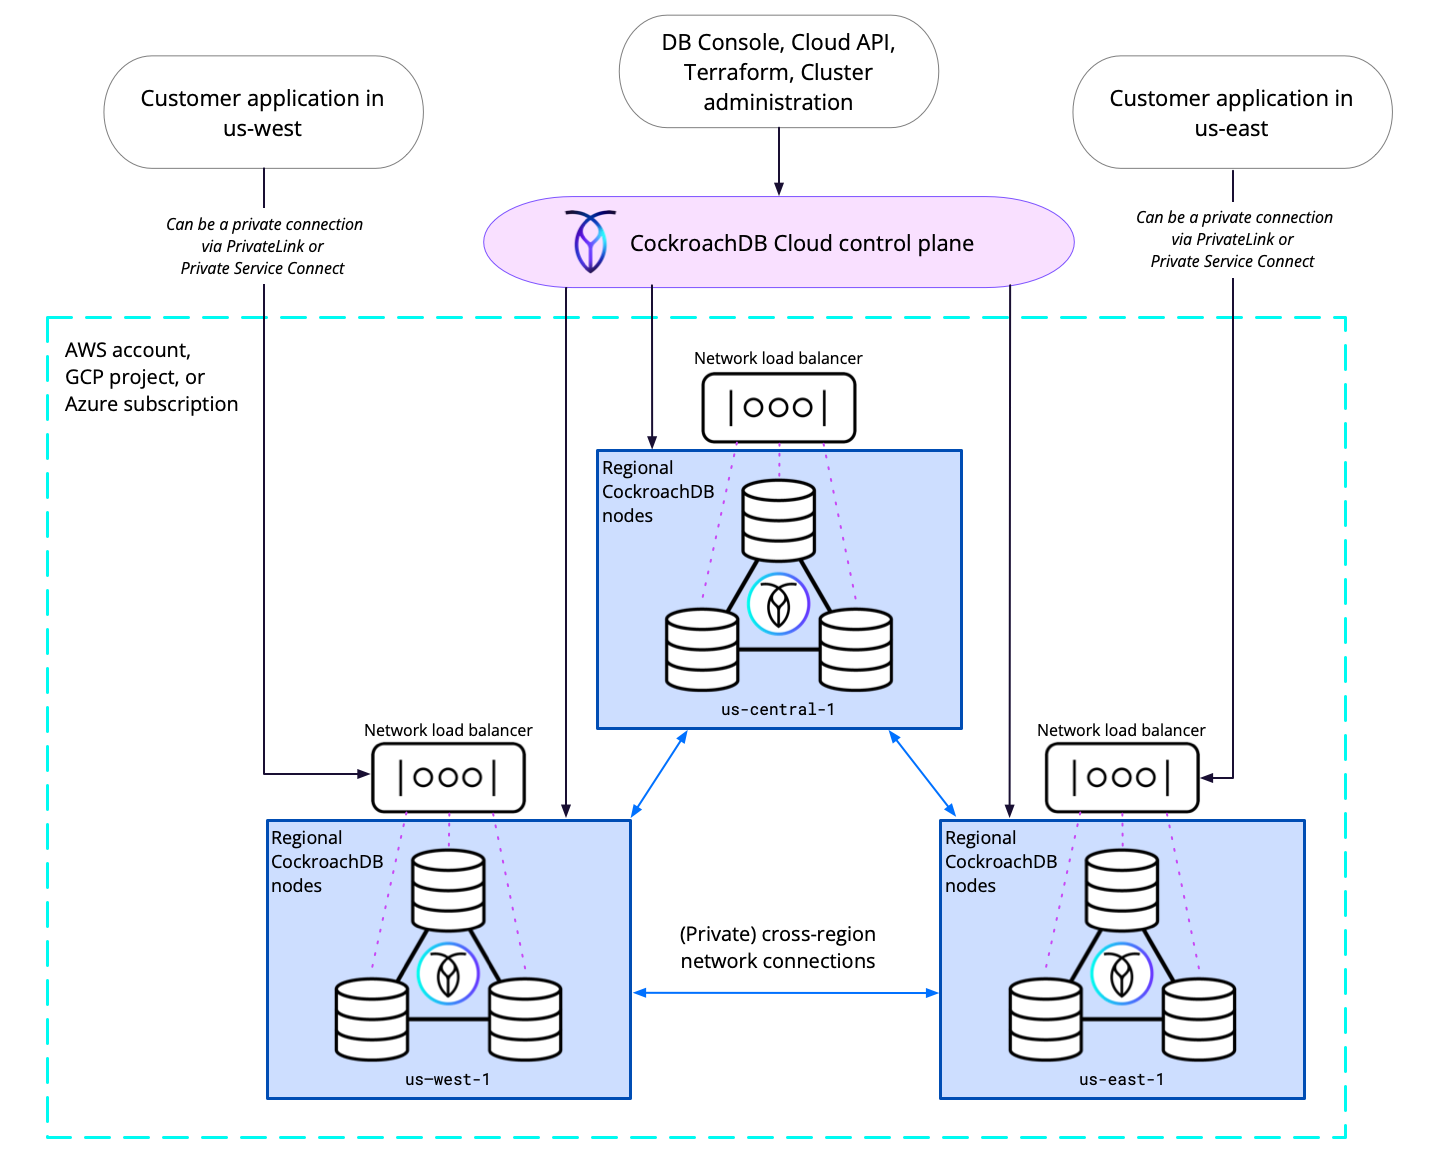 DB Console, Cloud API,
Terraform, Cluster
administration
Customer application in
us-west
Customer application in
us-east
Can be a private connection
via PrivateLink or
Private Service Connect
Can be a private connection
via PrivateLink or
Private Service Connect
CockroachDB Cloud control plane
AWS account,
GCP project, or
Azure subscription
Network load balancer
Regional
CockroachDB
nodes
us-central-1
Network load balancer
Network load balancer
Regional
CockroachDB
nodes
Regional
CockroachDB
nodes
(Private) cross-region
network connections
us—west-1
us-east-1